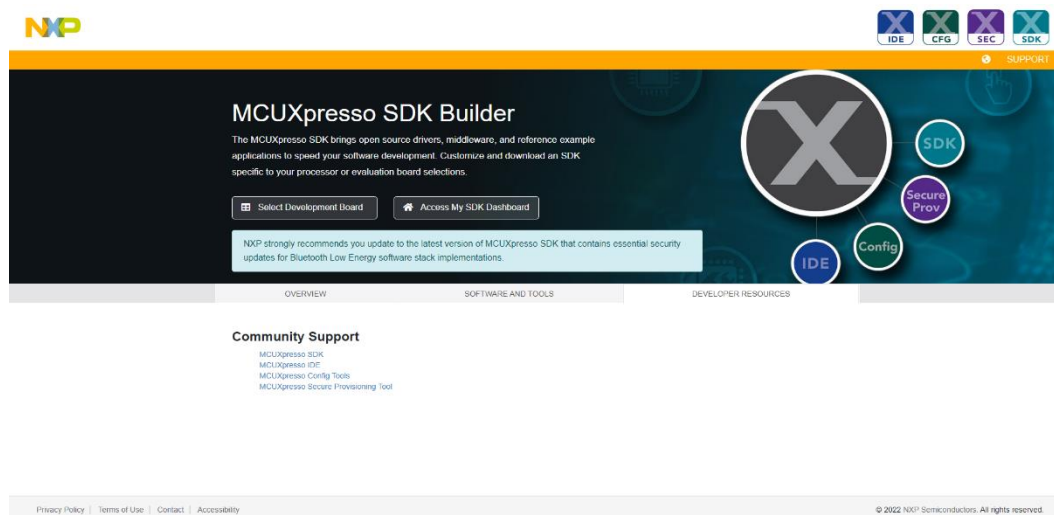 NXP
IDE CFG SEC SDK
SUPPORT
MCUXpresso SDK Builder
The MCUXpresso SDK brings open source drivers, middleware, and reference example
applications to speed your software development. Customize and download an SDK
specific to your processor or evaluation board selections.
Select Development Board
Access My SDK Dashboard
NXP strongly recommends you update to the latest version of MCUXpresso SDK that contains essential security
updates for Bluetooth Low Energy software stack implementations.
X
SDK
Secure
Prov
Config
IDE
OVERVIEW
SOFTWARE AND TOOLS
DEVELOPER RESOURCES
Community Support
MCUXpresso SDK
MCUXpresso IDE
MCUXpresso Config Tools
MCUXpresso Secure Provisioning Tool
Privacy Policy | Terms of Use | Contact | Accessibility
© 2022 NXP Semiconductors. All rights reserved.